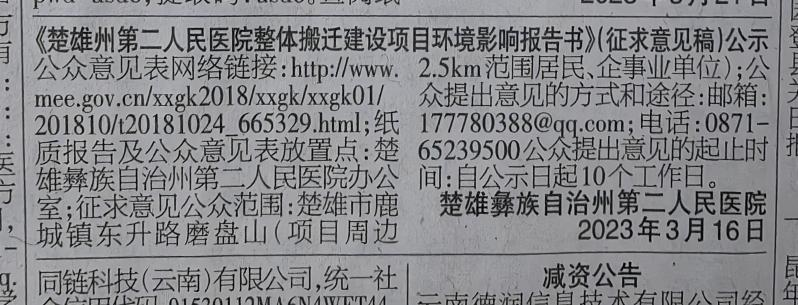 《楚雄州第二人民医院整体搬迁建设项目环境影响报告书》(征求意见稿)公示
公众意见表网络链接:http://www.
mee.gov.cn/xxgk2018/xxgk/xxgk01/
201810/t20181024_665329.html;纸
质报告及公众意见表放置点:楚
雄彝族自治州第二人民医院办公
室;征求意见公众范围:楚雄市鹿
城镇东升路磨盘山(项目周边
2.5km范围居民、企事业单位);公
众提出意见的方式和途径:邮箱:
177780388@qq.com;电话:0871-
65239500公众提出意见的起止时
间:自公示日起10个工作日。
楚雄彝族自治州第二人民医院
2023年3月16日
同链科技(云南)有限公司,统一社
减资公告